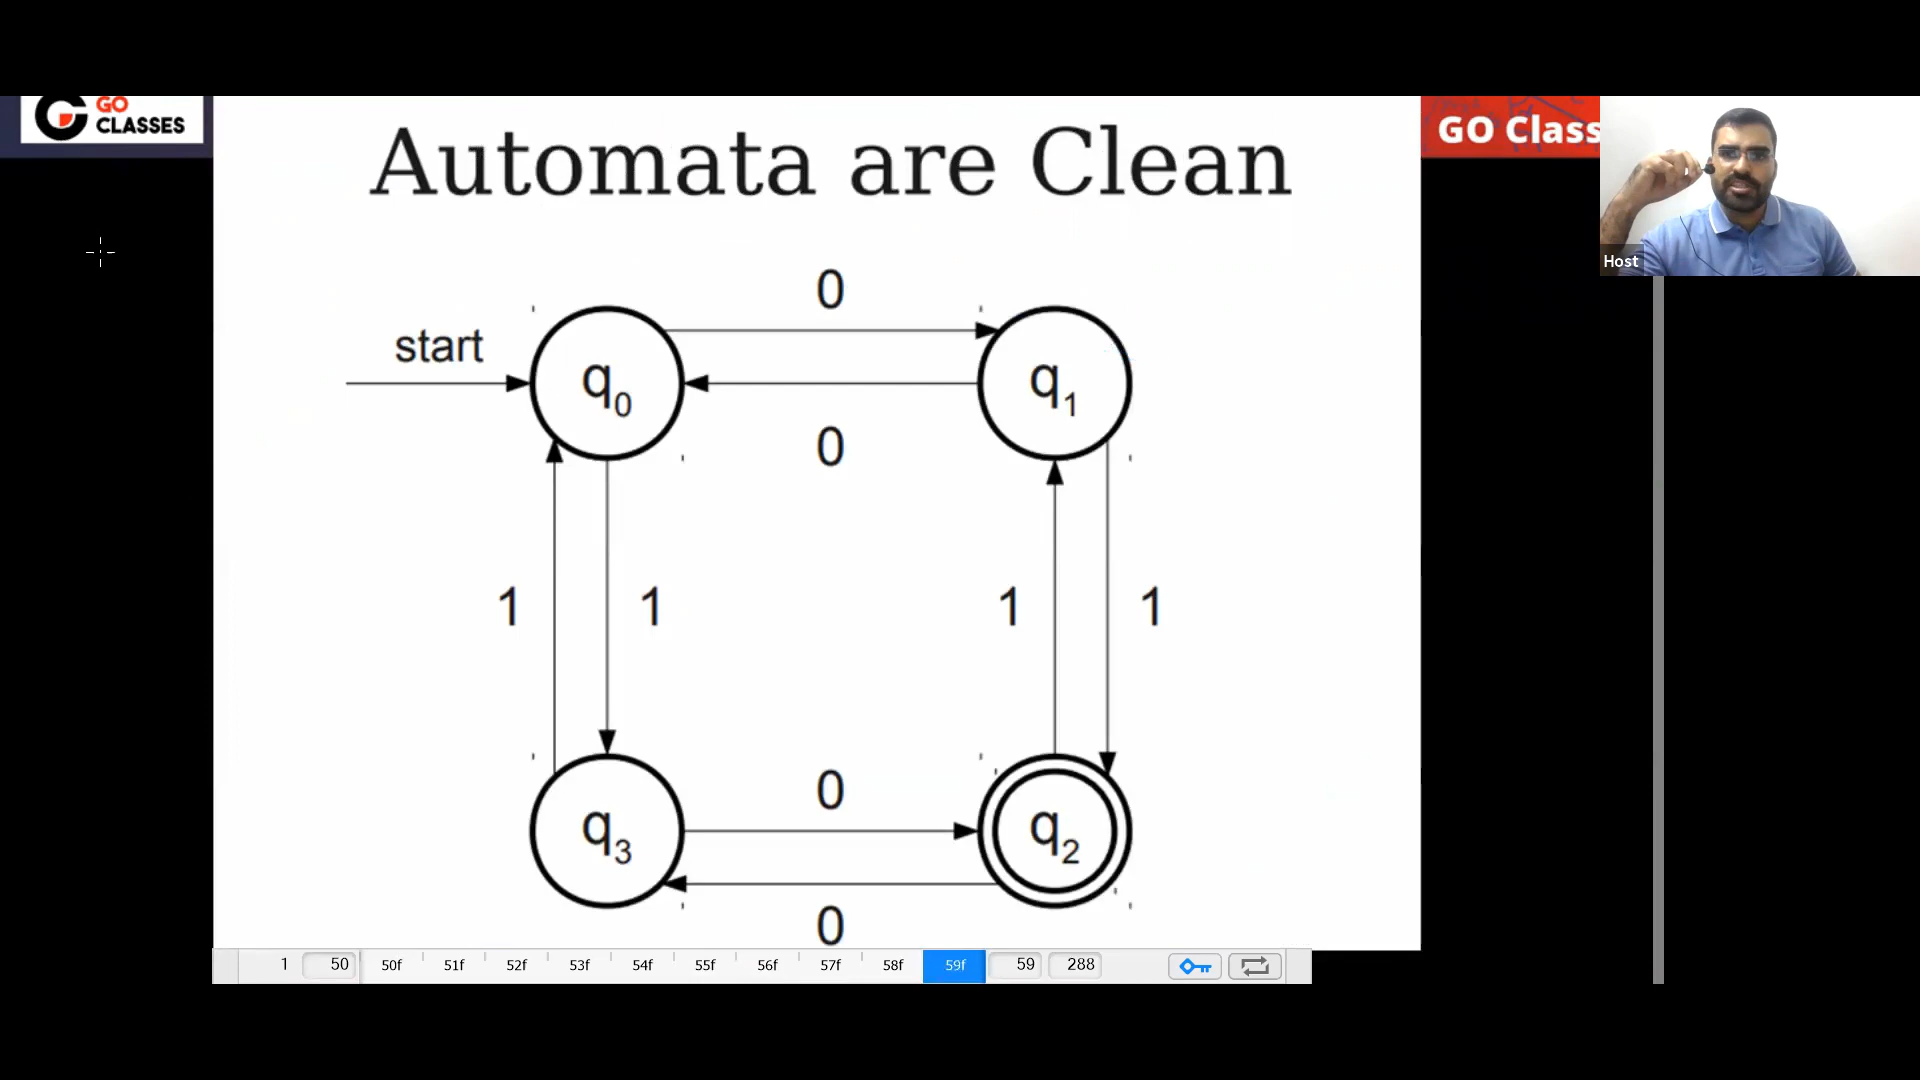 GO
CLASSES
Automata are Clean
GO Class
Host
start
0
q0
q1
0
1
1
1
1
0
q3
q2
0
1 50 50f 51f 52f 53f 54f 55f 56f 57f 58f 59f 59 288